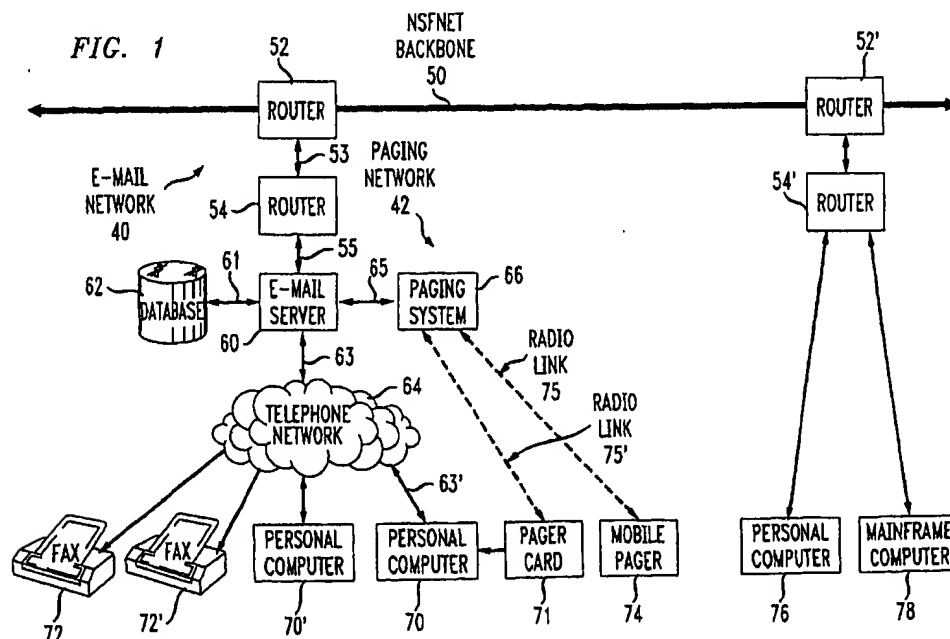 FIG. 1
NSFNET
BACKBONE
50
52
52'
ROUTER
ROUTER
53
E-MAIL
NETWORK
40
PAGING
NETWORK
42
54
ROUTER
54'
ROUTER
55
62
DATABASE
61
E-MAIL
SERVER
60
65
PAGING
SYSTEM
66
63
64
TELEPHONE
NETWORK
RADIO
LINK
75
RADIO
LINK
75'
63'
FAX
72
FAX
72'
PERSONAL
COMPUTER
70'
PERSONAL
COMPUTER
70
PAGER
CARD
71
MOBILE
PAGER
74
PERSONAL
COMPUTER
76
MAINFRAME
COMPUTER
78